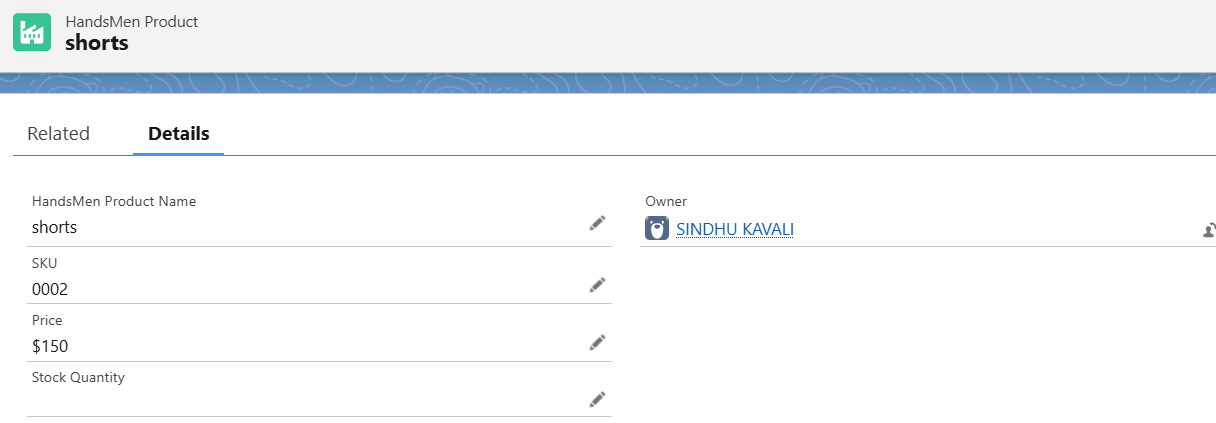 HandsMen Product
shorts
Related
Details
HandsMen Product Name
shorts
Owner
SINDHU KAVALI
SKU
0002
Price
$150
Stock Quantity